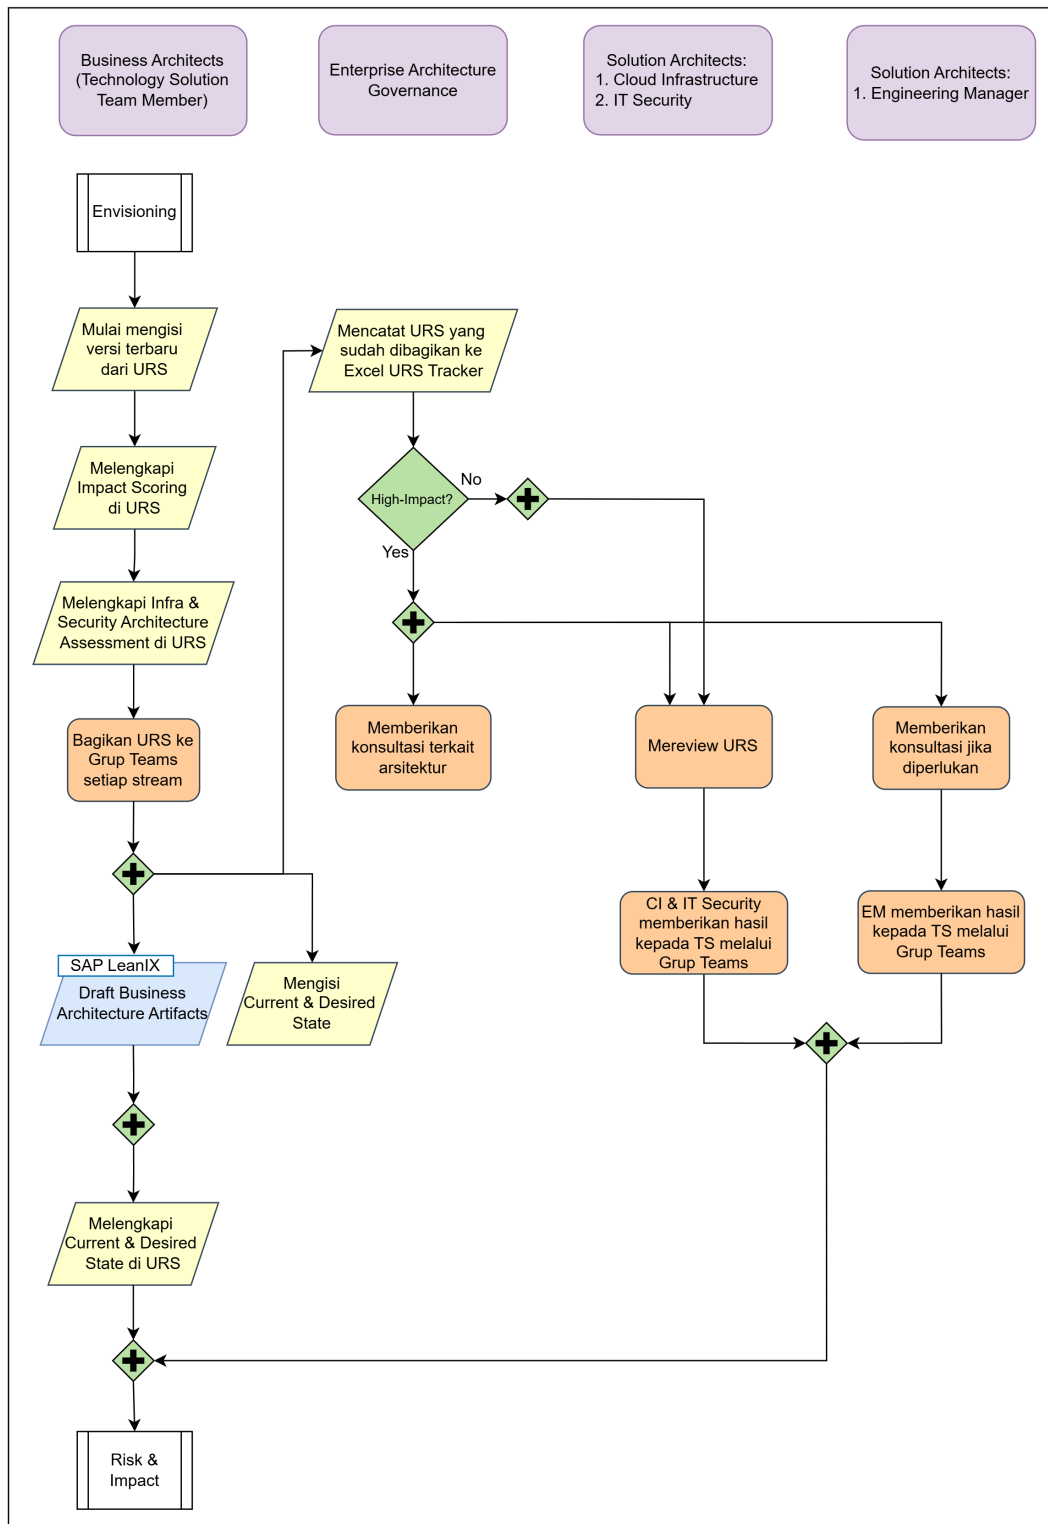 Business Architects
(Technology Solution
Team Member)
Enterprise Architecture
Governance
Solution Architects:
1. Cloud Infrastructure
2. IT Security
Solution Architects:
1. Engineering Manager
Envisioning
Mulai mengisi
versi terbaru
dari URS
Mencatat URS yang
sudah dibagikan ke
Excel URS Tracker
Melengkapi
Impact Scoring
di URS
High-Impact?
No
Yes
Melengkapi Infra &
Security Architecture
Assessment di URS
Bagikan URS ke
Grup Teams
setiap stream
Memberikan
konsultasi terkait
arsitektur
Mereview URS
Memberikan
konsultasi jika
diperlukan
CI & IT Security
memberikan hasil
kepada TS melalui
Grup Teams
EM memberikan hasil
kepada TS melalui
Grup Teams
SAP LeanIX
Draft Business
Architecture Artifacts
Mengisi
Current & Desired
State
Melengkapi
Current & Desired
State di URS
Risk &
Impact